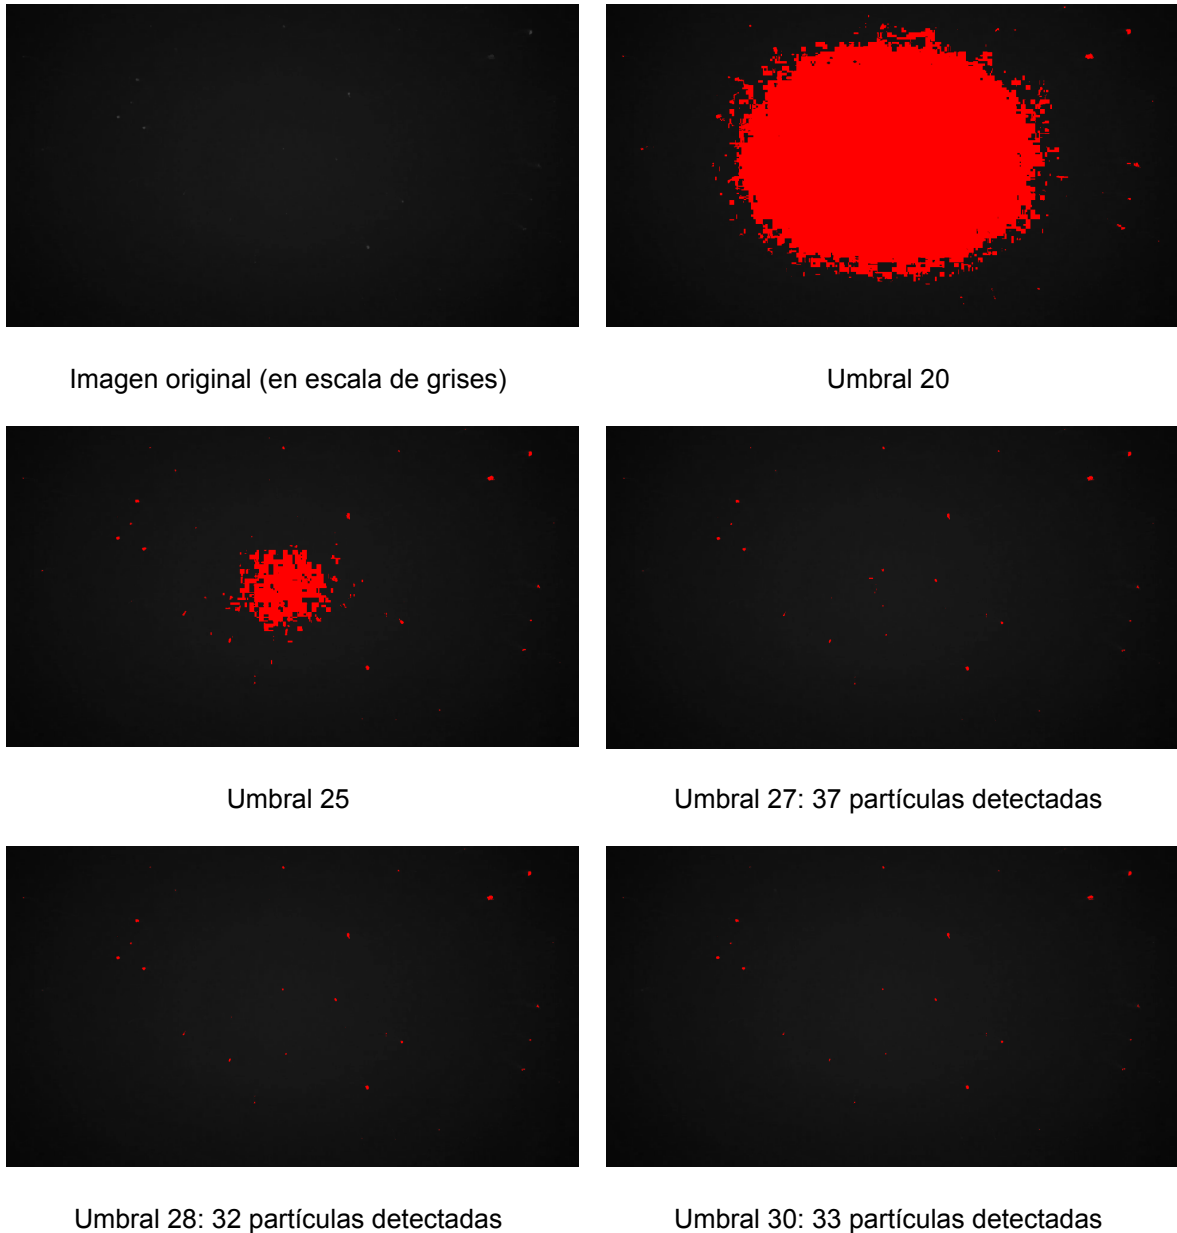 Imagen original (en escala de grises)
Umbral 20
Umbral 25
Umbral 27: 37 partículas detectadas
Umbral 28: 32 partículas detectadas
Umbral 30: 33 partículas detectadas